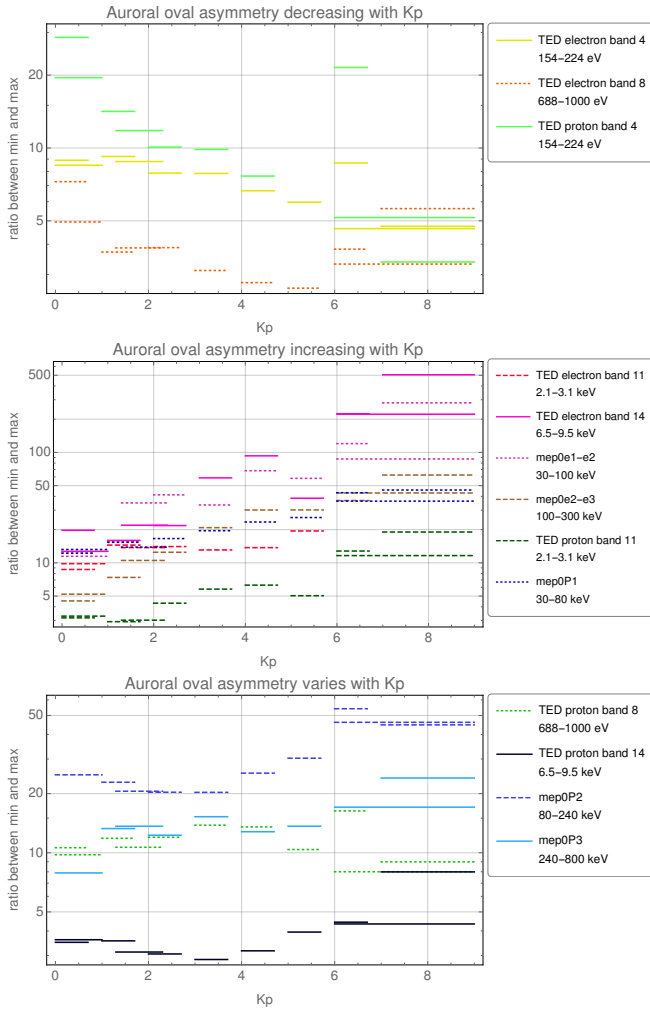 Auroral oval asymmetry decreasing with Kp
ratio between min and max
20
10
5
0
2
4
6
8
Kp
TED electron band 4
154–224 eV
TED electron band 8
688–1000 eV
TED proton band 4
154–224 eV
Auroral oval asymmetry increasing with Kp
ratio between min and max
500
100
50
10
5
0
2
4
6
8
Kp
TED electron band 11
2.1–3.1 keV
TED electron band 14
6.5–9.5 keV
mep0e1–e2
30–100 keV
mep0e2–e3
100–300 keV
TED proton band 11
2.1–3.1 keV
mep0P1
30–80 keV
Auroral oval asymmetry varies with Kp
ratio between min and max
50
20
10
5
0
2
4
6
8
Kp
TED proton band 8
688–1000 eV
TED proton band 14
6.5–9.5 keV
mep0P2
80–240 keV
mep0P3
240–800 keV